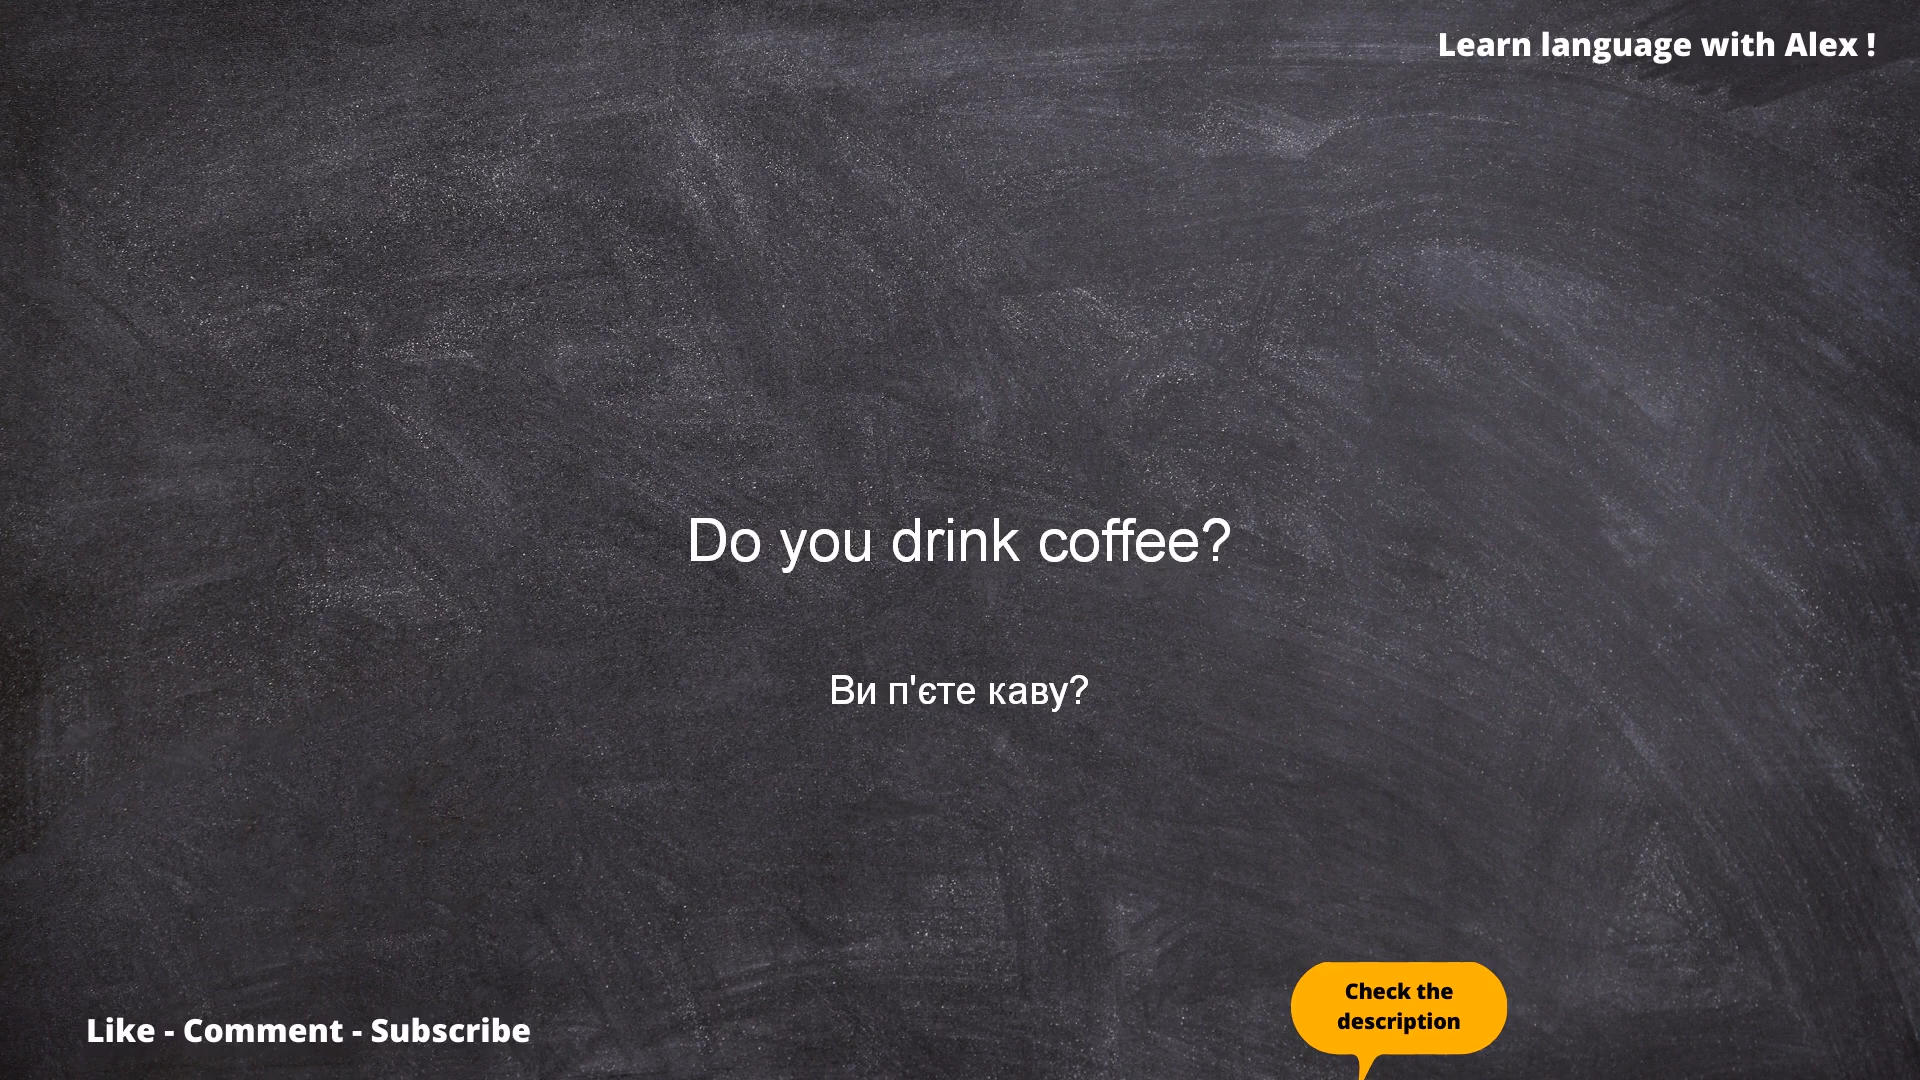 Learn language with Alex !
Do you drink coffee?
Ви п'єте каву?
Like - Comment - Subscribe
Check the
description